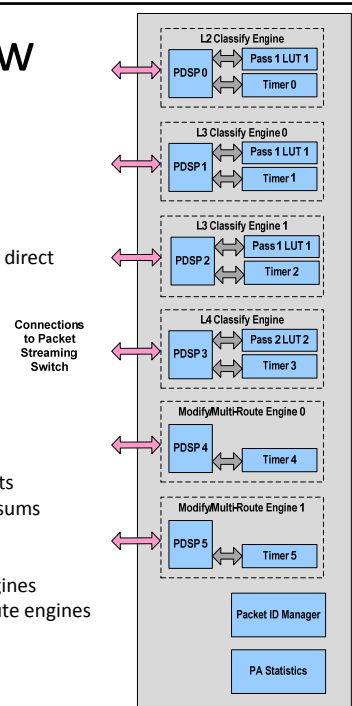 w
L2 Classify Engine
PDSP 0
Pass 1 LUT 1
Timer 0
L3 Classify Engine 0
PDSP 1
Pass 1 LUT 1
Timer 1
direct
L3 Classify Engine 1
PDSP 2
Pass 1 LUT 1
Timer 2
Connections
to Packet
Streaming
Switch
L4 Classify Engine
PDSP 3
Pass 2 LUT 2
Timer 3
Modify/Multi-Route Engine 0
PDSP 4
Timer 4
ts
sums
Modify/Multi-Route Engine 1
PDSP 5
Timer 5
gines
ute engines
Packet ID Manager
PA Statistics